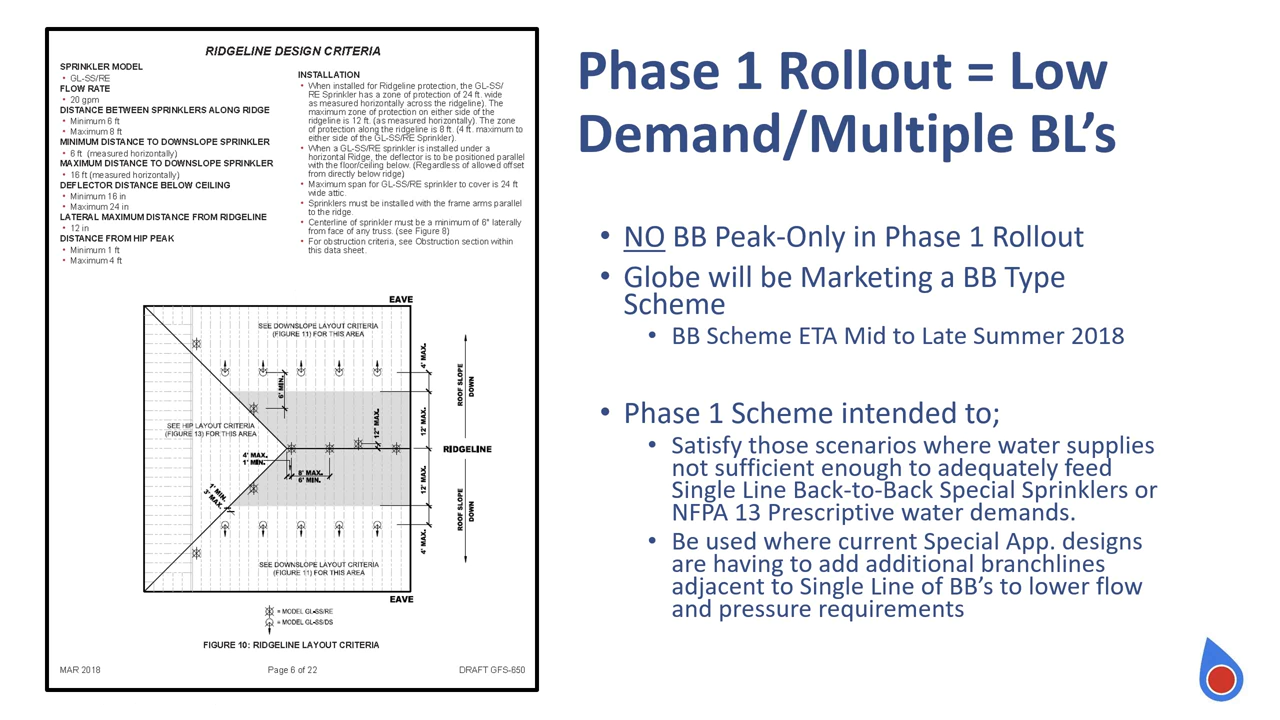 RIDGELINE DESIGN CRITERIA
SPRINKLER MODEL
• GL-SS/RE
FLOW RATE
• 20 gpm
DISTANCE BETWEEN SPRINKLERS ALONG RIDGE
• Minimum 6 ft
• Maximum 8 ft
MINIMUM DISTANCE TO DOWNSLOPE SPRINKLER
• 6 ft (measured horizontally)
MAXIMUM DISTANCE TO DOWNSLOPE SPRINKLER
• 16 ft (measured horizontally)
DEFLECTOR DISTANCE BELOW CEILING
• Minimum 16 in
• Maximum 24 in
LATERAL MAXIMUM DISTANCE FROM RIDGELINE
• 12 in
DISTANCE FROM HIP PEAK
• Minimum 1 ft
• Maximum 4 ft
INSTALLATION
• When installed for Ridgeline protection, the GL-SS/
RE Sprinkler has a zone of protection of 24 ft. wide
as measured horizontally across the ridgeline). The
maximum zone of protection on either side of the
ridgeline is 12 ft. (as measured horizontally). The zone
of protection along the ridgeline is 8 ft. (4 ft. maximum to
either side of the GL-SS/RE Sprinkler).
• When a GL-SS/RE sprinkler is installed under a
horizontal Ridge, the deflector is to be positioned parallel
with the floor/ceiling below. (Regardless of allowed offset
from directly below ridge)
• Maximum span for GL-SS/RE sprinkler to cover is 24 ft
wide attic.
• Sprinklers must be installed with the frame arms parallel
to the ridge.
• Centerline of sprinkler must be a minimum of 6" laterally
from face of any truss. (see Figure 8)
• For obstruction criteria, see Obstruction section within
this data sheet.
EAVE
SEE DOWNSLOPE LAYOUT CRITERIA
(FIGURE 11) FOR THIS AREA
4' MAX.
ROOF SLOPE
DOWN
6' MIN.
SEE HIP LAYOUT CRITERIA
(FIGURE 13) FOR THIS AREA
12" MAX.
12' MAX.
RIDGELINE
4' MAX.
1' MIN.
8' MAX.
6' MIN.
12' MAX.
1' MIN.
3' MAX.
ROOF SLOPE
DOWN
4' MAX.
SEE DOWNSLOPE LAYOUT CRITERIA
(FIGURE 11) FOR THIS AREA
EAVE
= MODEL GL-SS/RE
= MODEL GL-SS/DS
FIGURE 10: RIDGELINE LAYOUT CRITERIA
MAR 2018
Page 6 of 22
DRAFT GFS-650
Phase 1 Rollout = Low
Demand/Multiple BL's
• NO BB Peak-Only in Phase 1 Rollout
• Globe will be Marketing a BB Type
Scheme
• BB Scheme ETA Mid to Late Summer 2018
• Phase 1 Scheme intended to;
• Satisfy those scenarios where water supplies
not sufficient enough to adequately feed
Single Line Back-to-Back Special Sprinklers or
NFPA 13 Prescriptive water demands.
• Be used where current Special App. designs
are having to add additional branchlines
adjacent to Single Line of BB's to lower flow
and pressure requirements